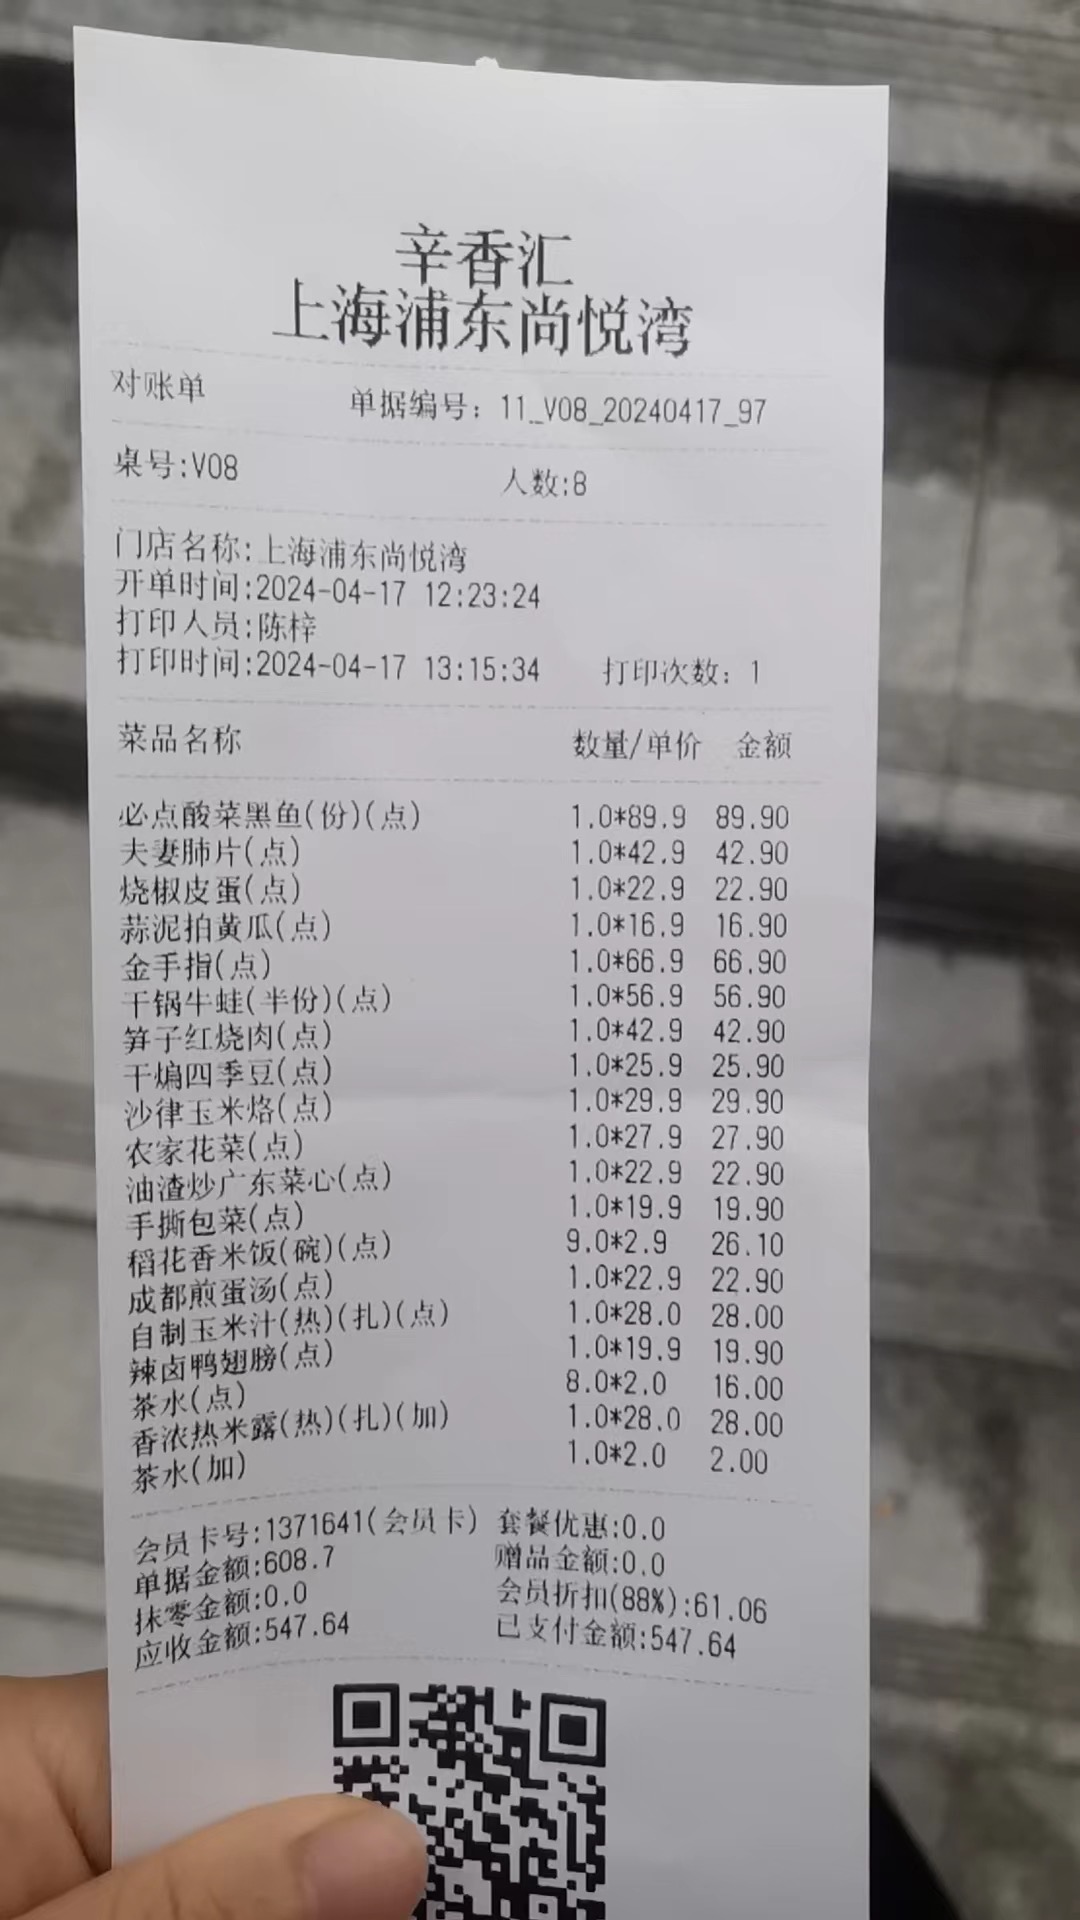 辛香汇
上海浦东尚悦湾
对账单 单据编号：11_V08_20240417_97
桌号:V08 人数:8
门店名称:上海浦东尚悦湾
开单时间:2024-04-17 12:23:24
打印人员:陈梓
打印时间:2024-04-17 13:15:34 打印次数：1
菜品名称 数量/单价 金额
必点酸菜黑鱼(份)(点) 1.0*89.9 89.90
夫妻肺片(点) 1.0*42.9 42.90
烧椒皮蛋(点) 1.0*22.9 22.90
蒜泥拍黄瓜(点) 1.0*16.9 16.90
金手指(点) 1.0*66.9 66.90
干锅牛蛙(半份)(点) 1.0*56.9 56.90
笋子红烧肉(点) 1.0*42.9 42.90
干煸四季豆(点) 1.0*25.9 25.90
沙律玉米烙(点) 1.0*29.9 29.90
农家花菜(点) 1.0*27.9 27.90
油渣炒广东菜心(点) 1.0*22.9 22.90
手撕包菜(点) 1.0*19.9 19.90
稻花香米饭(碗)(点) 9.0*2.9 26.10
成都煎蛋汤(点) 1.0*22.9 22.90
自制玉米汁(热)(扎)(点) 1.0*28.0 28.00
辣卤鸭翅膀(点) 1.0*19.9 19.90
茶水(点) 8.0*2.0 16.00
香浓热米露(热)(扎)(加) 1.0*28.0 28.00
茶水(加) 1.0*2.0 2.00
会员卡号:1371641(会员卡) 套餐优惠:0.0
单据金额:608.7 赠品金额:0.0
抹零金额:0.0 会员折扣(88%):61.06
应收金额:547.64 已支付金额:547.64